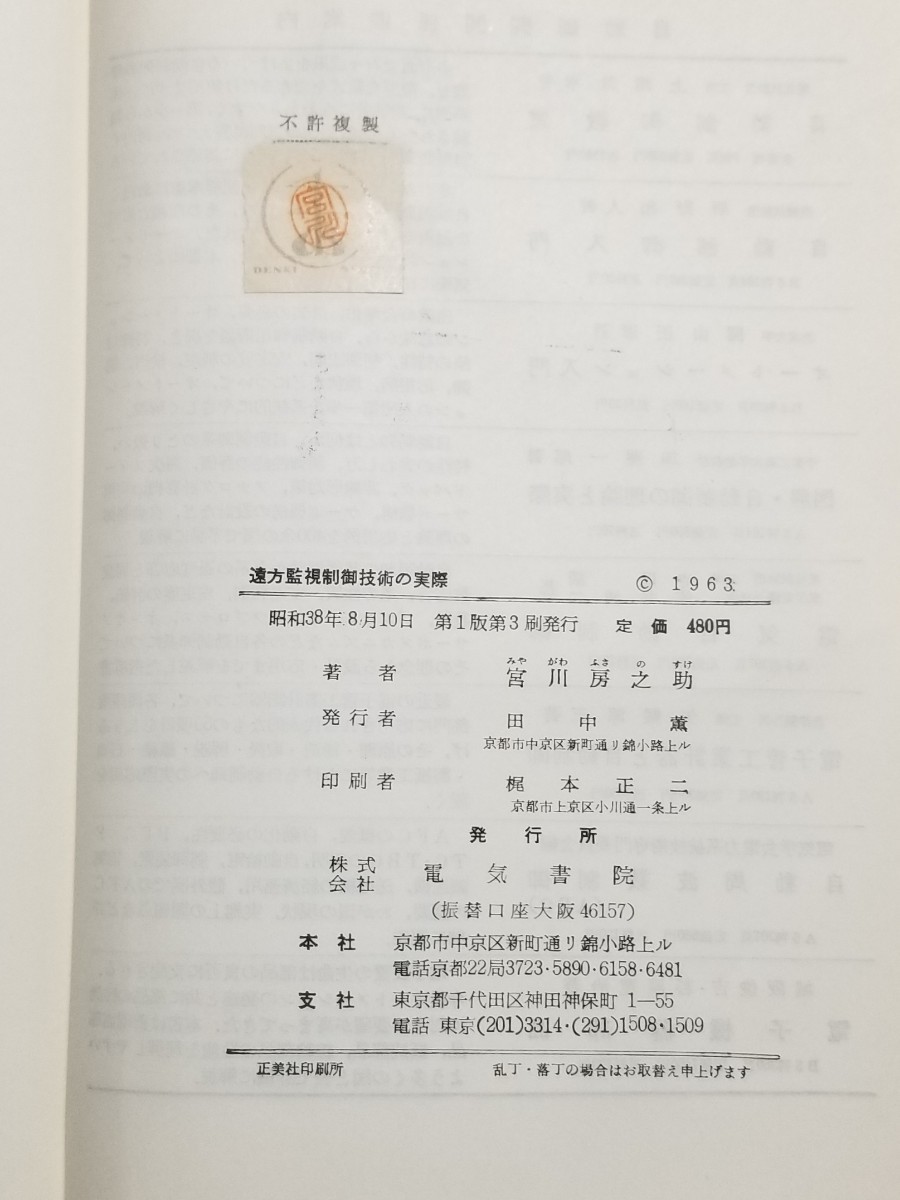 不許複製
DENKI
遠方監視制御技術の実際 © 1963
昭和38年8月10日 第1版第3刷発行 定価 480円
みや がわ ふさ の すけ
著者 宮川房之助
発行者 田中薫
京都市中京区新町通リ錦小路上ル
印刷者 梶本正二
京都市上京区小川通一条上ル
発行所
株式会社 電気書院
(振替口座大阪46157)
本社 京都市中京区新町通リ錦小路上ル
電話京都22局3723・5890・6158・6481
支社 東京都千代田区神田神保町 1—55
電話 東京(201)3314・(291)1508・1509
正美社印刷所 乱丁・落丁の場合はお取替え申上げます